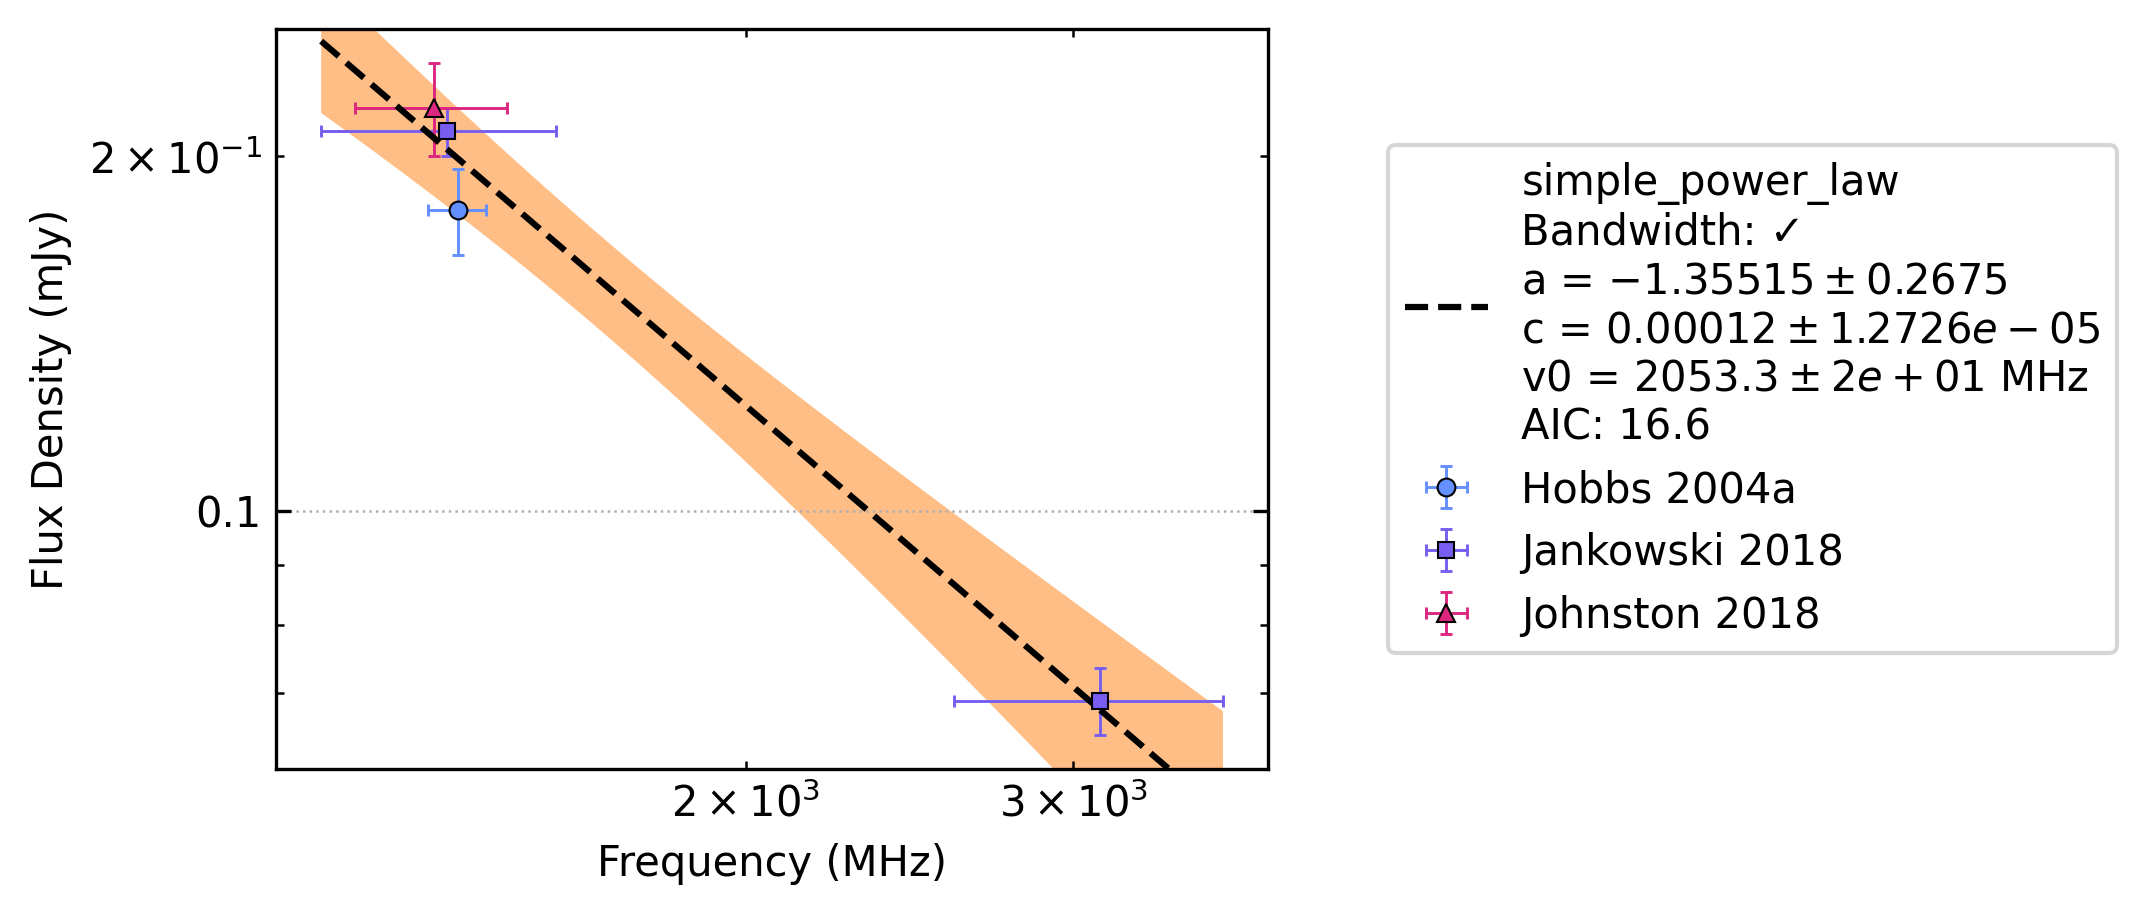 2 × 10⁻¹
0.1
Flux Density (mJy)
2 × 10³
3 × 10³
Frequency (MHz)
simple_power_law
Bandwidth: ✓
a = −1.35515 ± 0.2675
c = 0.00012 ± 1.2726e − 05
v0 = 2053.3 ± 2e + 01 MHz
AIC: 16.6
Hobbs 2004a
Jankowski 2018
Johnston 2018